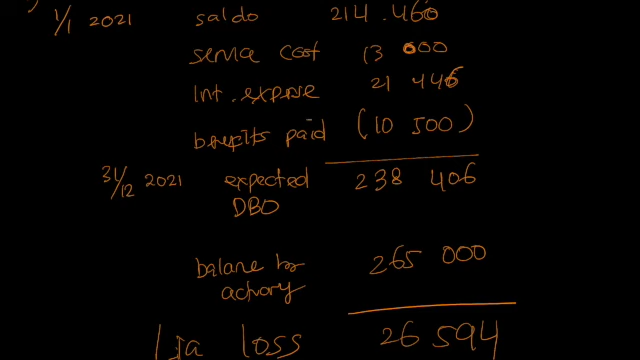 1/1 2021 saldo 214.460
service cost 13 000
Int. expense 21 446
benefits paid (10 500)
31/12 2021 expected 238 406
DBO
balance by 265 000
actuary
loss 26 594